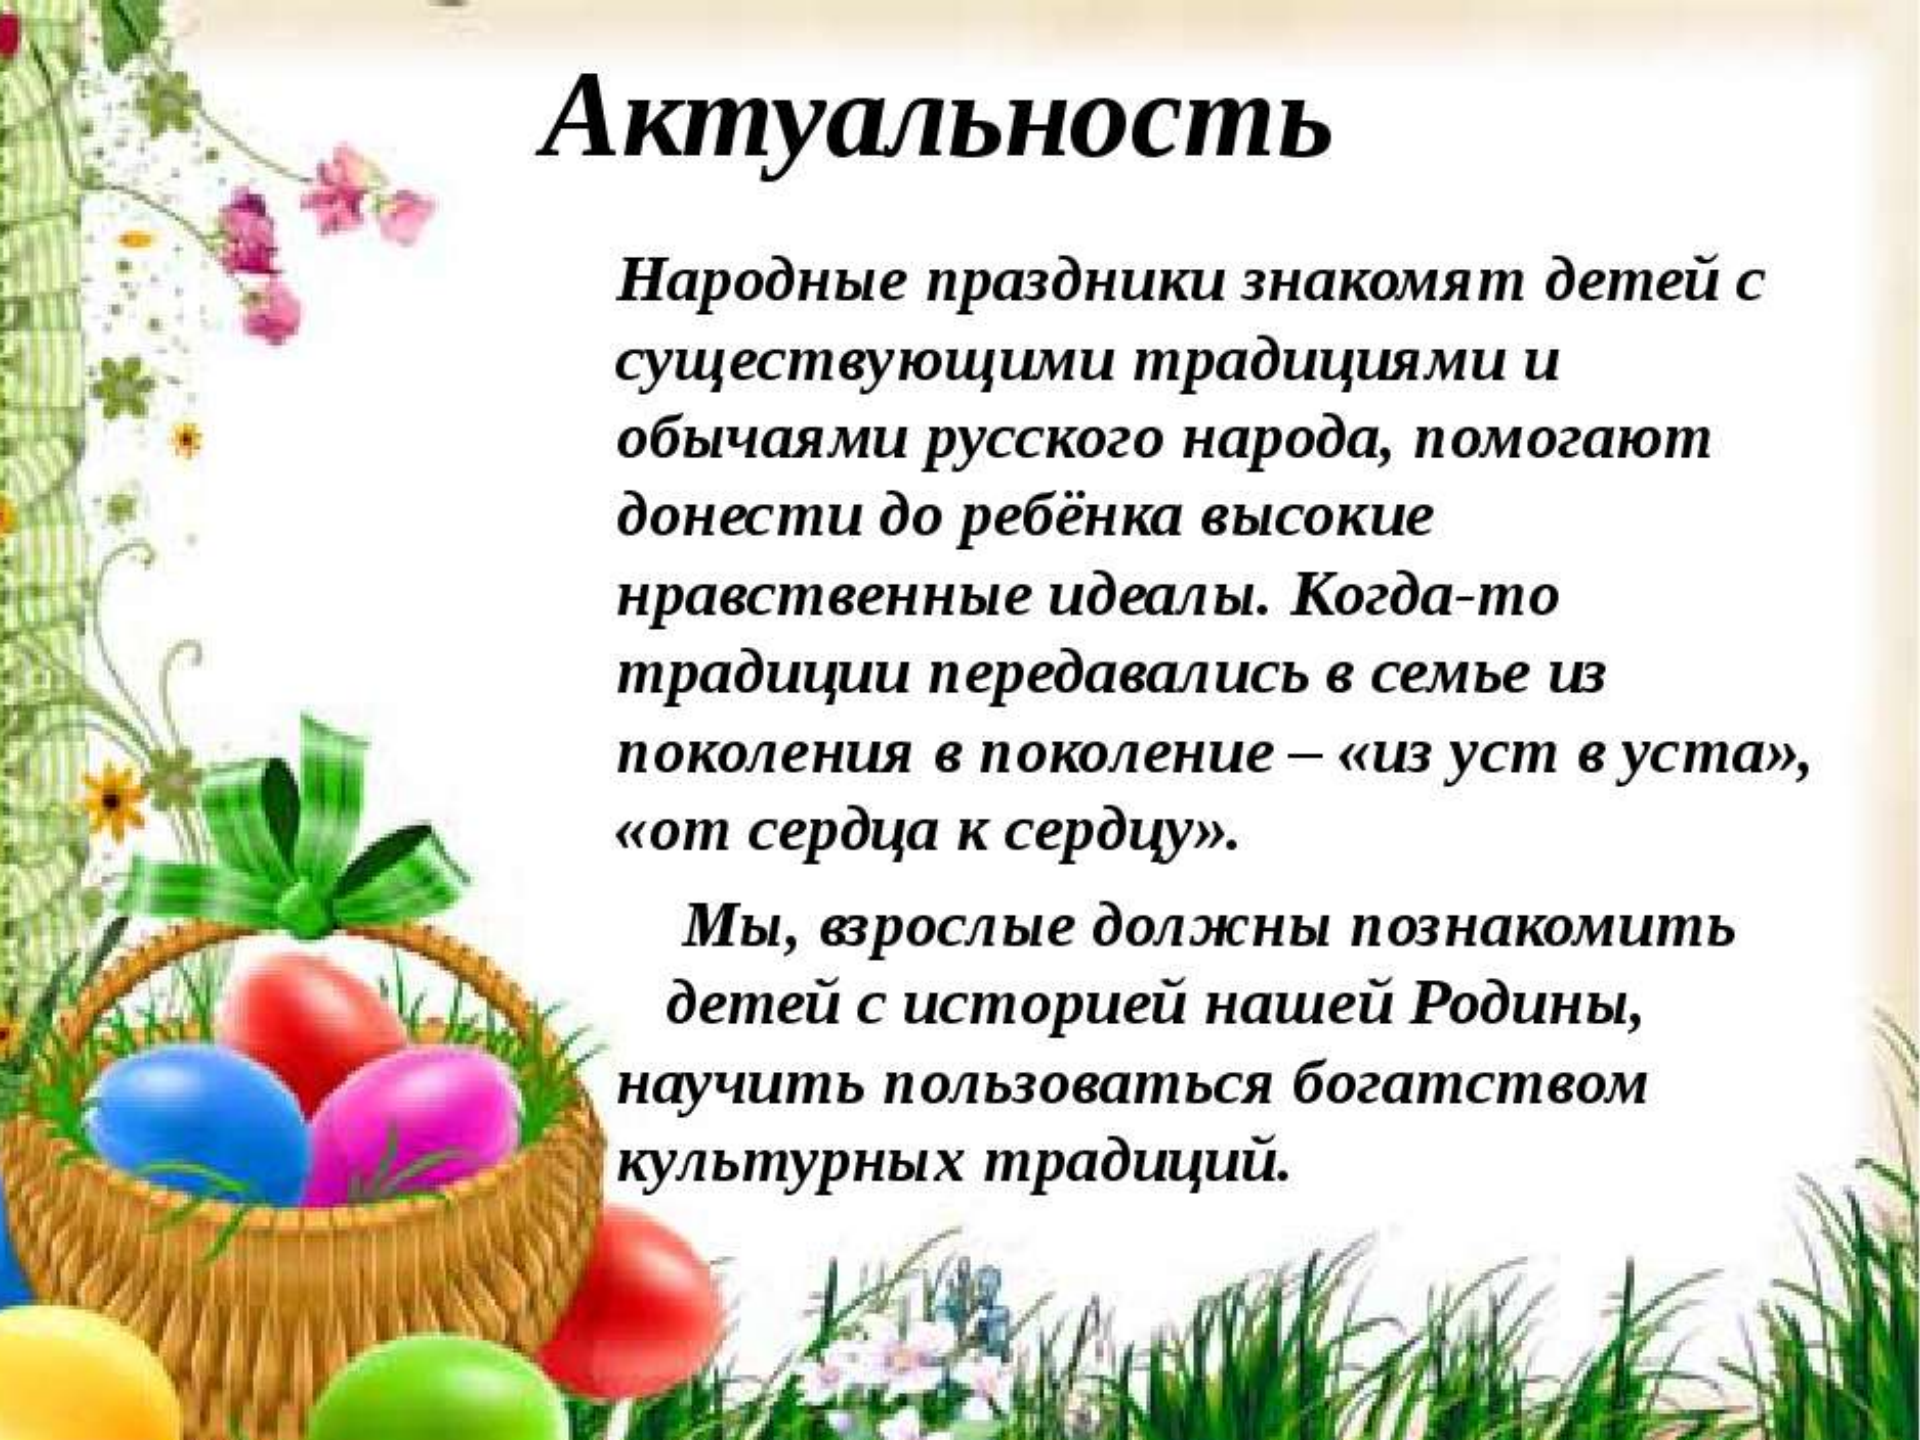 Актуальность
Народные праздники знакомят детей с
существующими традициями и
обычаями русского народа, помогают
донести до ребёнка высокие
нравственные идеалы. Когда-то
традиции передавались в семье из
поколения в поколение – «из уст в уста»,
«от сердца к сердцу».
Мы, взрослые должны познакомить
детей с историей нашей Родины,
научить пользоваться богатством
культурных традиций.